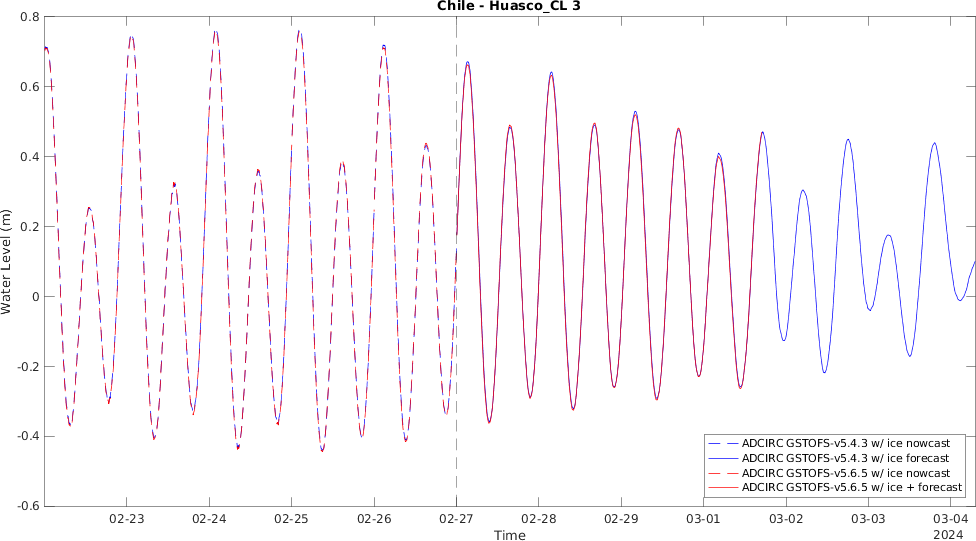 Chile - Huasco_CL 3
Water Level (m)
0.8
0.6
0.4
0.2
0
-0.2
-0.4
-0.6
ADCIRC GSTOFS-v5.4.3 w/ ice nowcast
ADCIRC GSTOFS-v5.4.3 w/ ice forecast
ADCIRC GSTOFS-v5.6.5 w/ ice nowcast
ADCIRC GSTOFS-v5.6.5 w/ ice + forecast
02-23 02-24 02-25 02-26 02-27 02-28 02-29 03-01 03-02 03-03 03-04
Time
2024